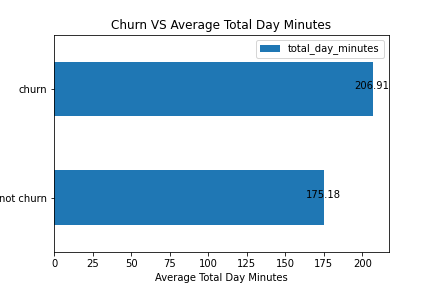 Churn VS Average Total Day Minutes
total_day_minutes
churn
206.91
not churn
175.18
0 25 50 75 100 125 150 175 200
Average Total Day Minutes